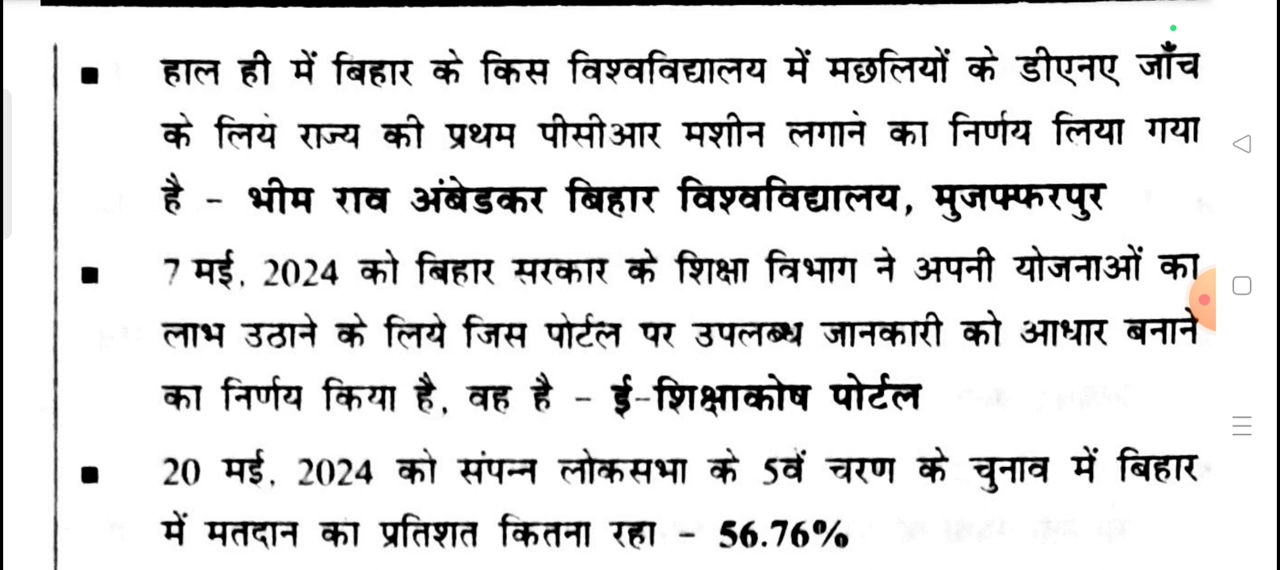 ■ हाल ही में बिहार के किस विश्वविद्यालय में मछलियों के डीएनए जाँच
के लिये राज्य की प्रथम पीसीआर मशीन लगाने का निर्णय लिया गया
है - भीम राव अंबेडकर बिहार विश्वविद्यालय, मुजफ्फरपुर
■ 7 मई, 2024 को बिहार सरकार के शिक्षा विभाग ने अपनी योजनाओं का
लाभ उठाने के लिये जिस पोर्टल पर उपलब्ध जानकारी को आधार बनाने
का निर्णय किया है, वह है - ई-शिक्षाकोष पोर्टल
■ 20 मई, 2024 को संपन्न लोकसभा के 5वें चरण के चुनाव में बिहार
में मतदान का प्रतिशत कितना रहा - 56.76%